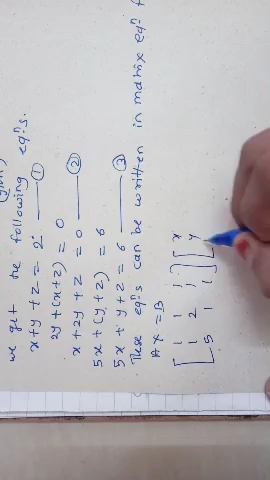 we get the following eqns.
x + y + z = 2 — ①
2y + (x + z) = 0
x + 2y + z = 0 — ②
5x + (y + z) = 6
5x + y + z = 6 — ③
These eqns can be written in matrix eqn
AX = B
[1 1 1] [x
1 2 1 y
5 1 1] [